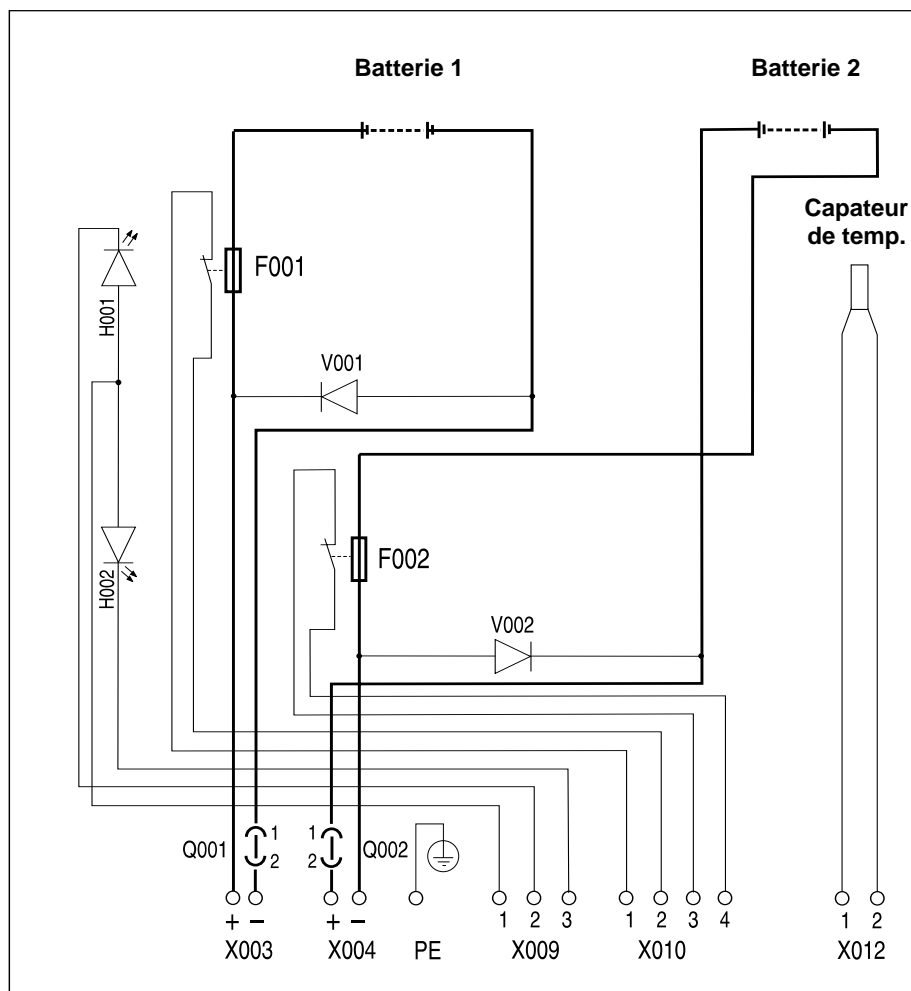 Batterie 1
Batterie 2
Capateur
de temp.
H001
F001
V001
H002
F002
V002
Q001
1
2
1
2
Q002
+ −
X003
+ −
X004
PE
1 2 3
X009
1 2 3 4
X010
1 2
X012